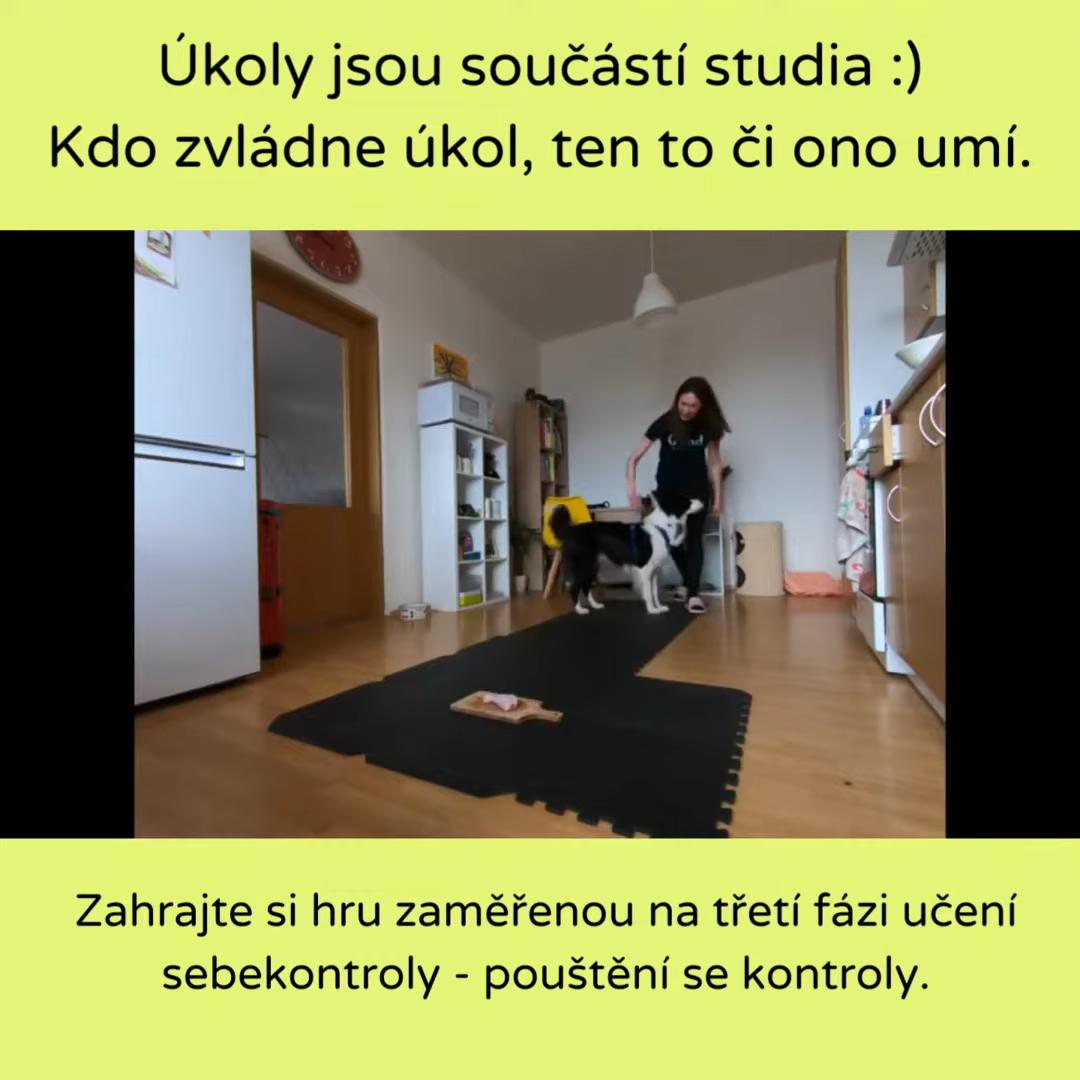 Úkoly jsou součástí studia :)
Kdo zvládne úkol, ten to či ono umí.
Zahrajte si hru zaměřenou na třetí fázi učení
sebekontroly - pouštění se kontroly.